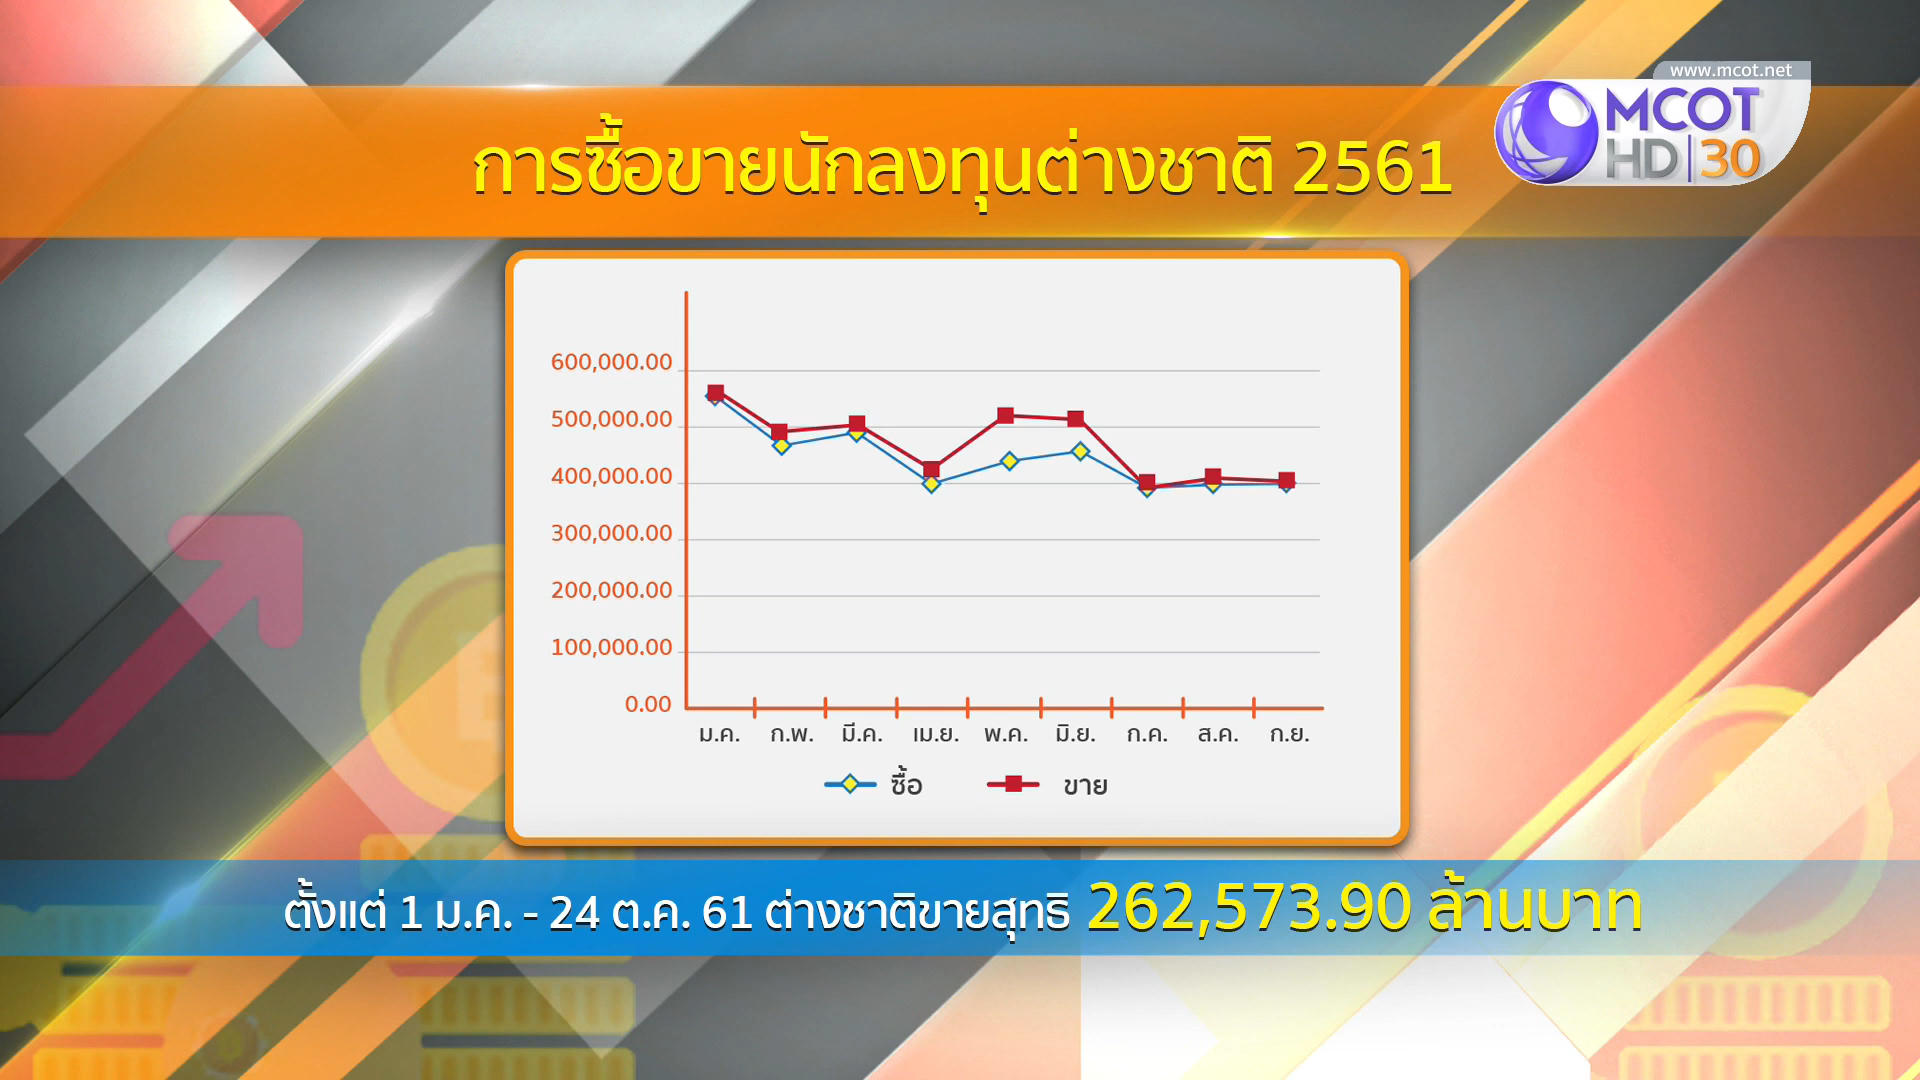 www.mcot.net
MCOT
HD 30
การซื้อขายนักลงทุนต่างชาติ 2561
600,000.00
500,000.00
400,000.00
300,000.00
200,000.00
100,000.00
0.00
ม.ค. ก.พ. มี.ค. เม.ย. พ.ค. มิ.ย. ก.ค. ส.ค. ก.ย.
ซื้อ ขาย
ตั้งแต่ 1 ม.ค. - 24 ต.ค. 61 ต่างชาติขายสุทธิ 262,573.90 ล้านบาท